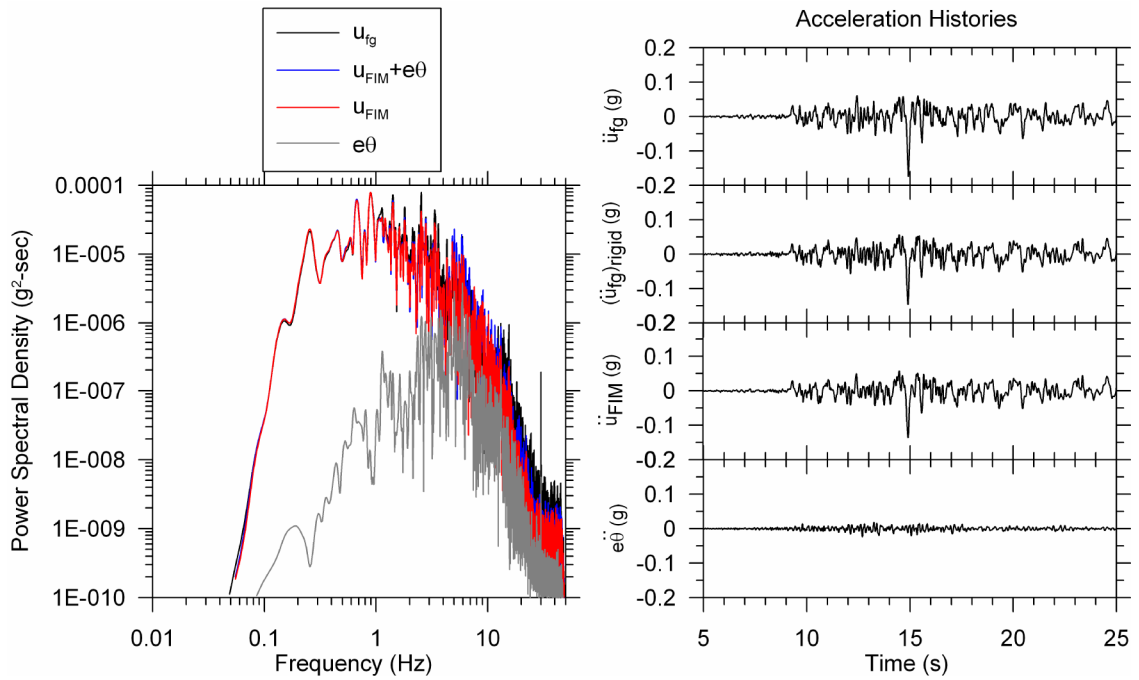 u_fg
u_FIM+eθ
u_FIM
eθ
0.0001
1E-005
1E-006
1E-007
1E-008
1E-009
1E-010
Power Spectral Density (g²-sec)
0.01 0.1 1 10
Frequency (Hz)
Acceleration Histories
0.2
0.1
0
-0.1
-0.2
ü_fg (g)
0.1
0
-0.1
-0.2
(ü_fg)rigid (g)
0.1
0
-0.1
-0.2
ü_FIM (g)
0.1
0
-0.1
-0.2
eθ̈ (g)
5 10 15 20 25
Time (s)